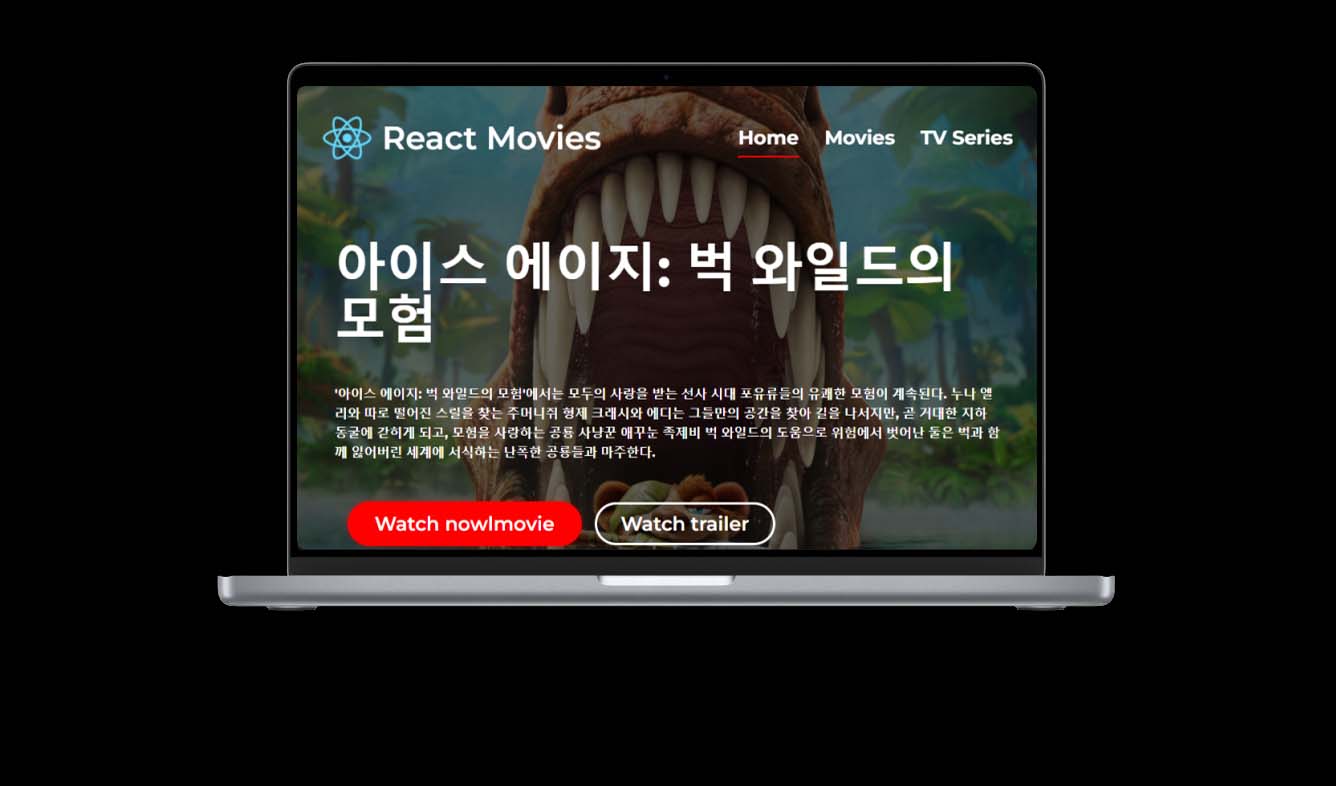 React Movies
Home Movies TV Series
아이스 에이지: 벅 와일드의
모험
'아이스 에이지: 벅 와일드의 모험'에서는 모두의 사랑을 받는 선사 시대 포유류들의 유쾌한 모험이 계속된다. 누나 엘
리와 따로 떨어진 스릴을 찾는 주머니쥐 형제 크래시와 에디는 그들만의 공간을 찾아 길을 나서지만, 곧 거대한 지하
동굴에 갇히게 되고, 모험을 사랑하는 공룡 사냥꾼 애꾸눈 족제비 벅 와일드의 도움으로 위험에서 벗어난 둘은 벅과 함
께 잃어버린 세계에 서식하는 난폭한 공룡들과 마주한다.
Watch nowlmovie Watch trailer